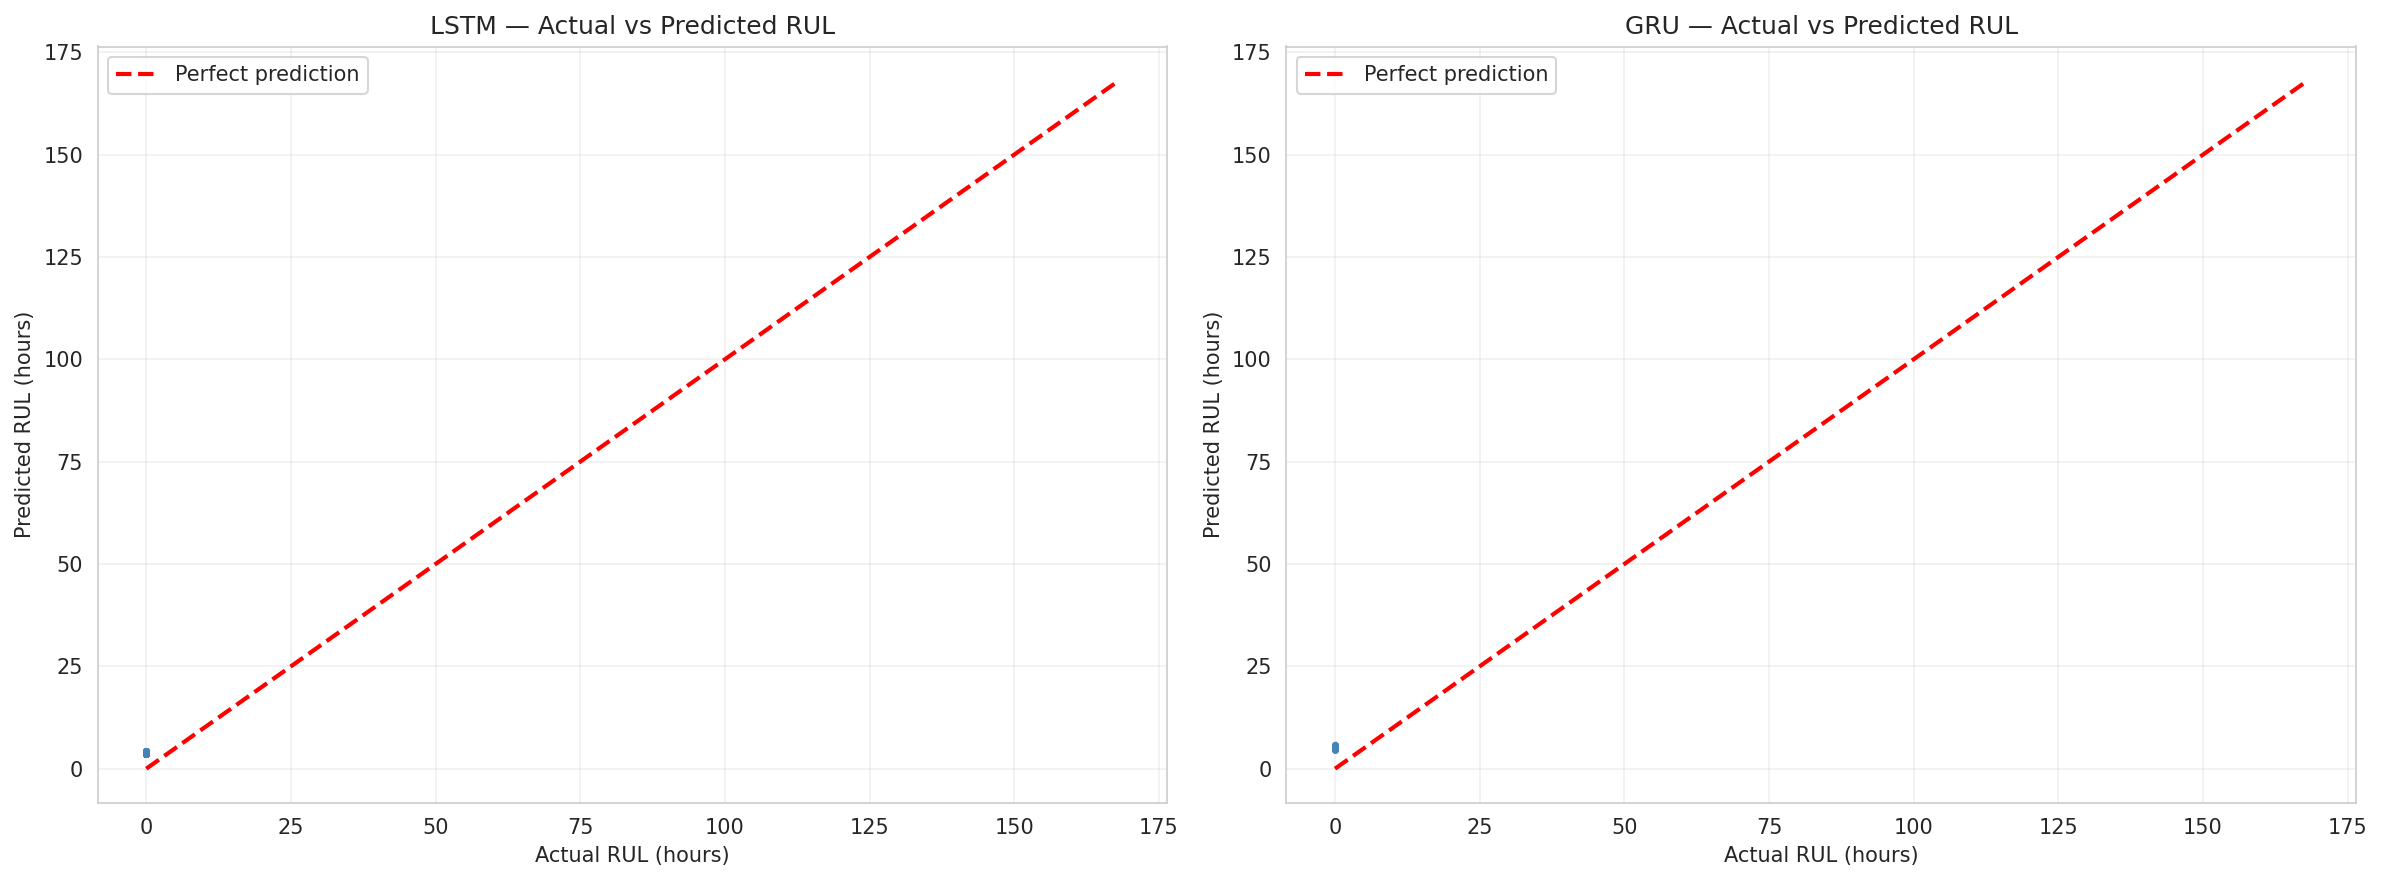 LSTM — Actual vs Predicted RUL
Perfect prediction
Predicted RUL (hours)
175
150
125
100
75
50
25
0
0 25 50 75 100 125 150 175
Actual RUL (hours)
GRU — Actual vs Predicted RUL
Perfect prediction
Predicted RUL (hours)
175
150
125
100
75
50
25
0
0 25 50 75 100 125 150 175
Actual RUL (hours)